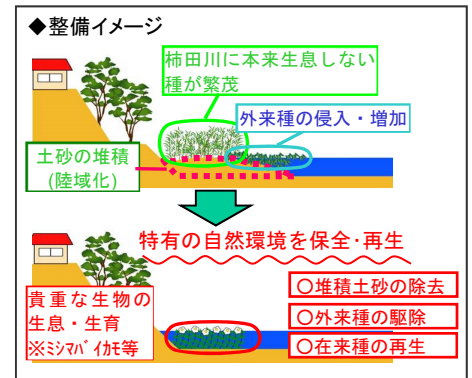 ◆整備イメージ
柿田川に本来生息しない
種が繁茂
外来種の侵入・増加
土砂の堆積
(陸域化)
特有の自然環境を保全・再生
貴重な生物の
生息・生育
※ﾐｼﾏﾊﾞｲｶﾓ等
〇堆積土砂の除去
〇外来種の駆除
〇在来種の再生